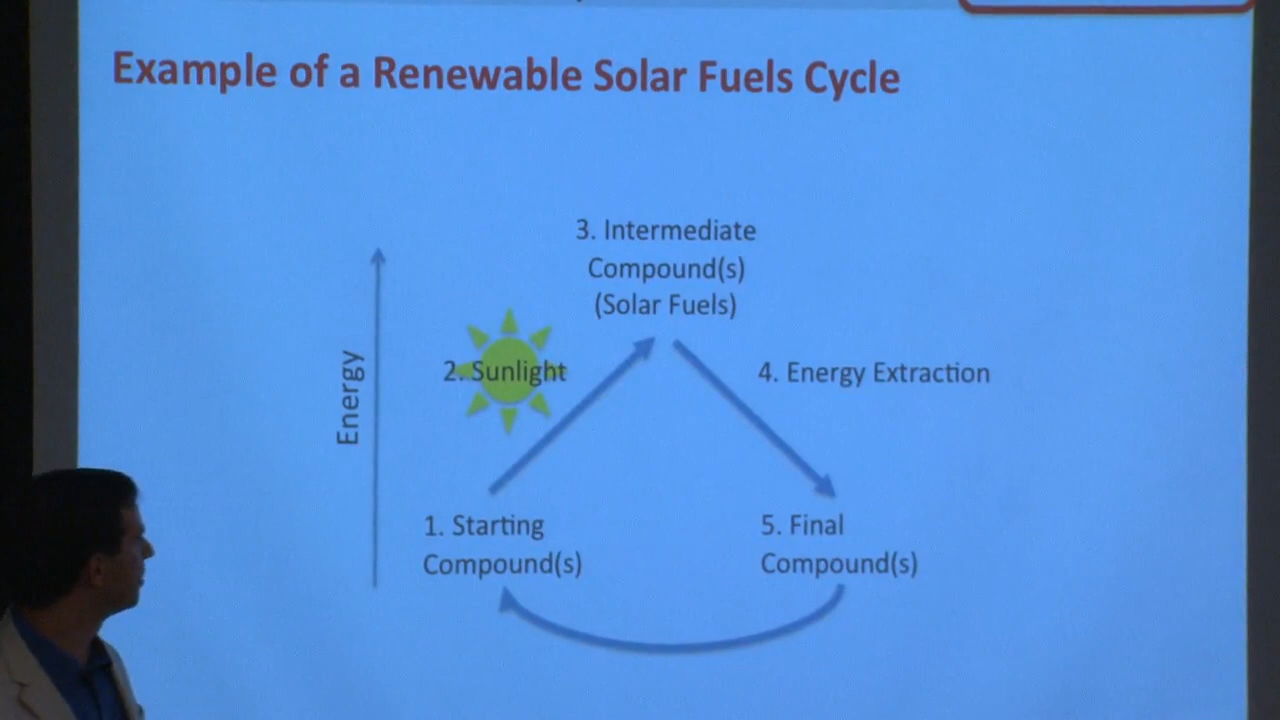 Example of a Renewable Solar Fuels Cycle
3. Intermediate
Compound(s)
(Solar Fuels)
Energy
2. Sunlight
4. Energy Extraction
1. Starting
Compound(s)
5. Final
Compound(s)